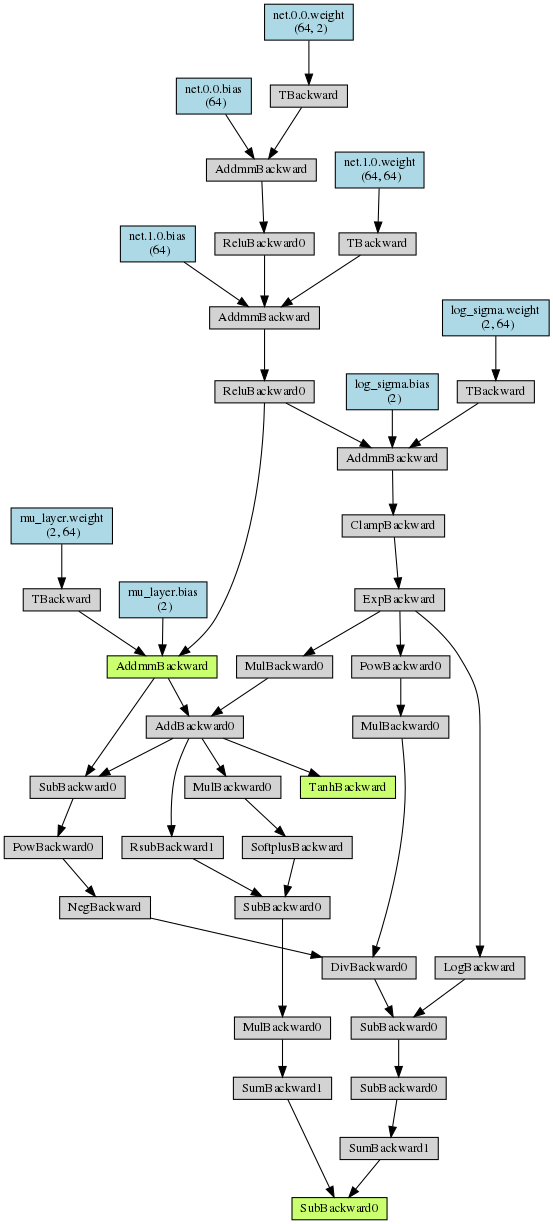 net.0.0.weight
(64, 2)
net.0.0.bias
(64)
TBackward
AddmmBackward
net.1.0.weight
(64, 64)
net.1.0.bias
(64)
ReluBackward0
TBackward
AddmmBackward
log_sigma.weight
(2, 64)
ReluBackward0
log_sigma.bias
(2)
TBackward
AddmmBackward
mu_layer.weight
(2, 64)
ClampBackward
TBackward
mu_layer.bias
(2)
ExpBackward
AddmmBackward
MulBackward0
PowBackward0
AddBackward0
MulBackward0
SubBackward0
MulBackward0
TanhBackward
PowBackward0
RsubBackward1
SoftplusBackward
NegBackward
SubBackward0
DivBackward0
LogBackward
MulBackward0
SubBackward0
SumBackward1
SubBackward0
SumBackward1
SubBackward0